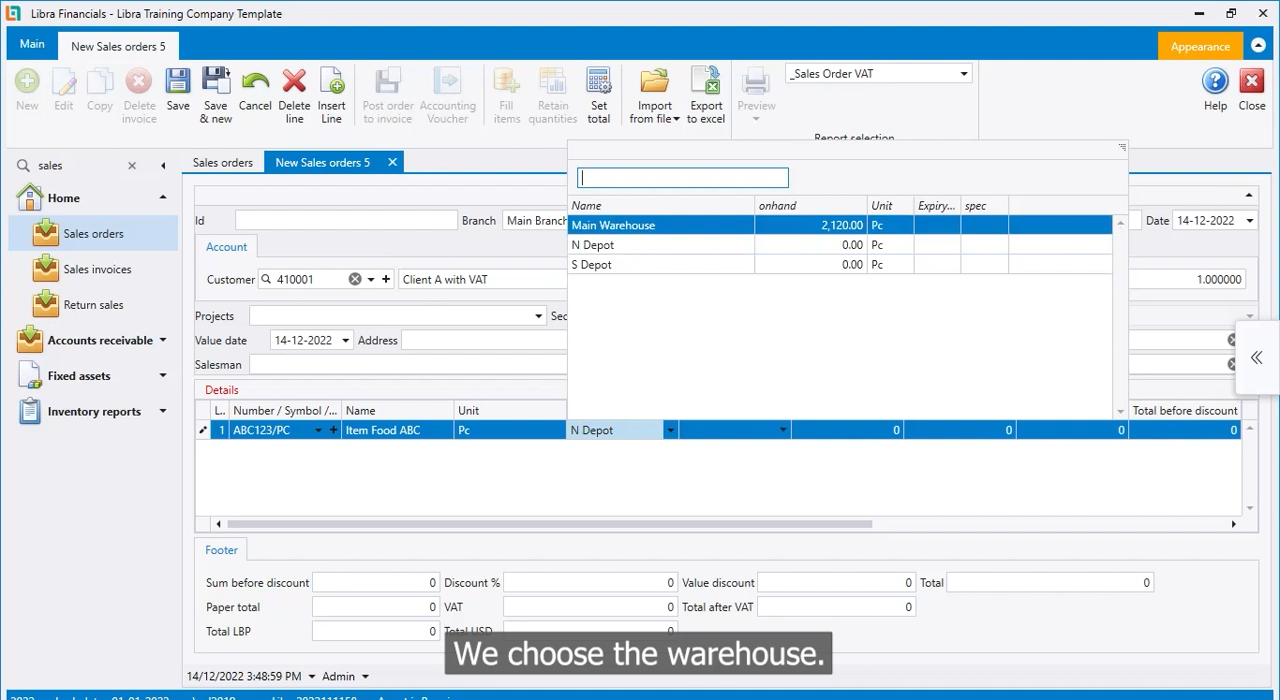 Libra Financials - Libra Training Company Template
Main
New Sales orders 5
Appearance
New
Edit
Copy
Delete invoice
Save
Save & new
Cancel
Delete line
Insert Line
Post order to invoice
Accounting Voucher
Fill items
Retain quantities
Set total
Import from file
Export to excel
Preview
_Sales Order VAT
Report selection
Help
Close
sales
Home
Sales orders
Sales invoices
Return sales
Accounts receivable
Fixed assets
Inventory reports
Sales orders
New Sales orders 5
Id
Branch
Main Branch
Date
14-12-2022
Account
Customer
410001
Client A with VAT
1.000000
Projects
Value date
14-12-2022
Address
Salesman
Name onhand Unit Expiry... spec
Main Warehouse 2,120.00 Pc
N Depot 0.00 Pc
S Depot 0.00 Pc
Details
L.. Number / Symbol /... Name Unit Total before discount
1 ABC123/PC Item Food ABC Pc N Depot 0 0 0 0
Footer
Sum before discount 0 Discount % 0 Value discount 0 Total 0
Paper total 0 VAT 0 Total after VAT 0
Total LBP 0 Total USD 0
We choose the warehouse.
14/12/2022 3:48:59 PM Admin